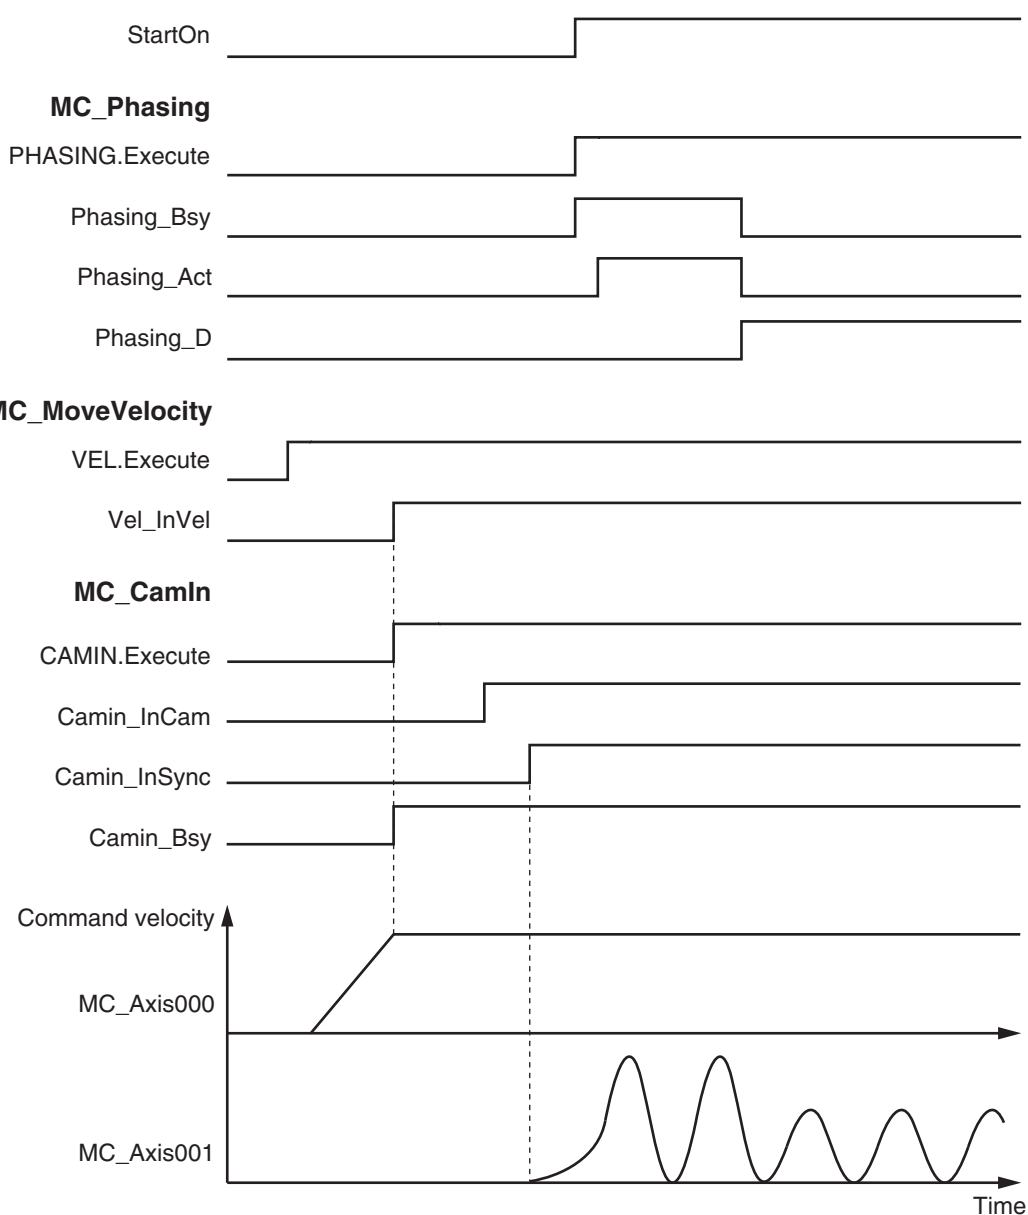 StartOn
MC_Phasing
PHASING.Execute
Phasing_Bsy
Phasing_Act
Phasing_D
MC_MoveVelocity
VEL.Execute
Vel_InVel
MC_CamIn
CAMIN.Execute
Camin_InCam
Camin_InSync
Camin_Bsy
Command velocity
MC_Axis000
MC_Axis001
Time